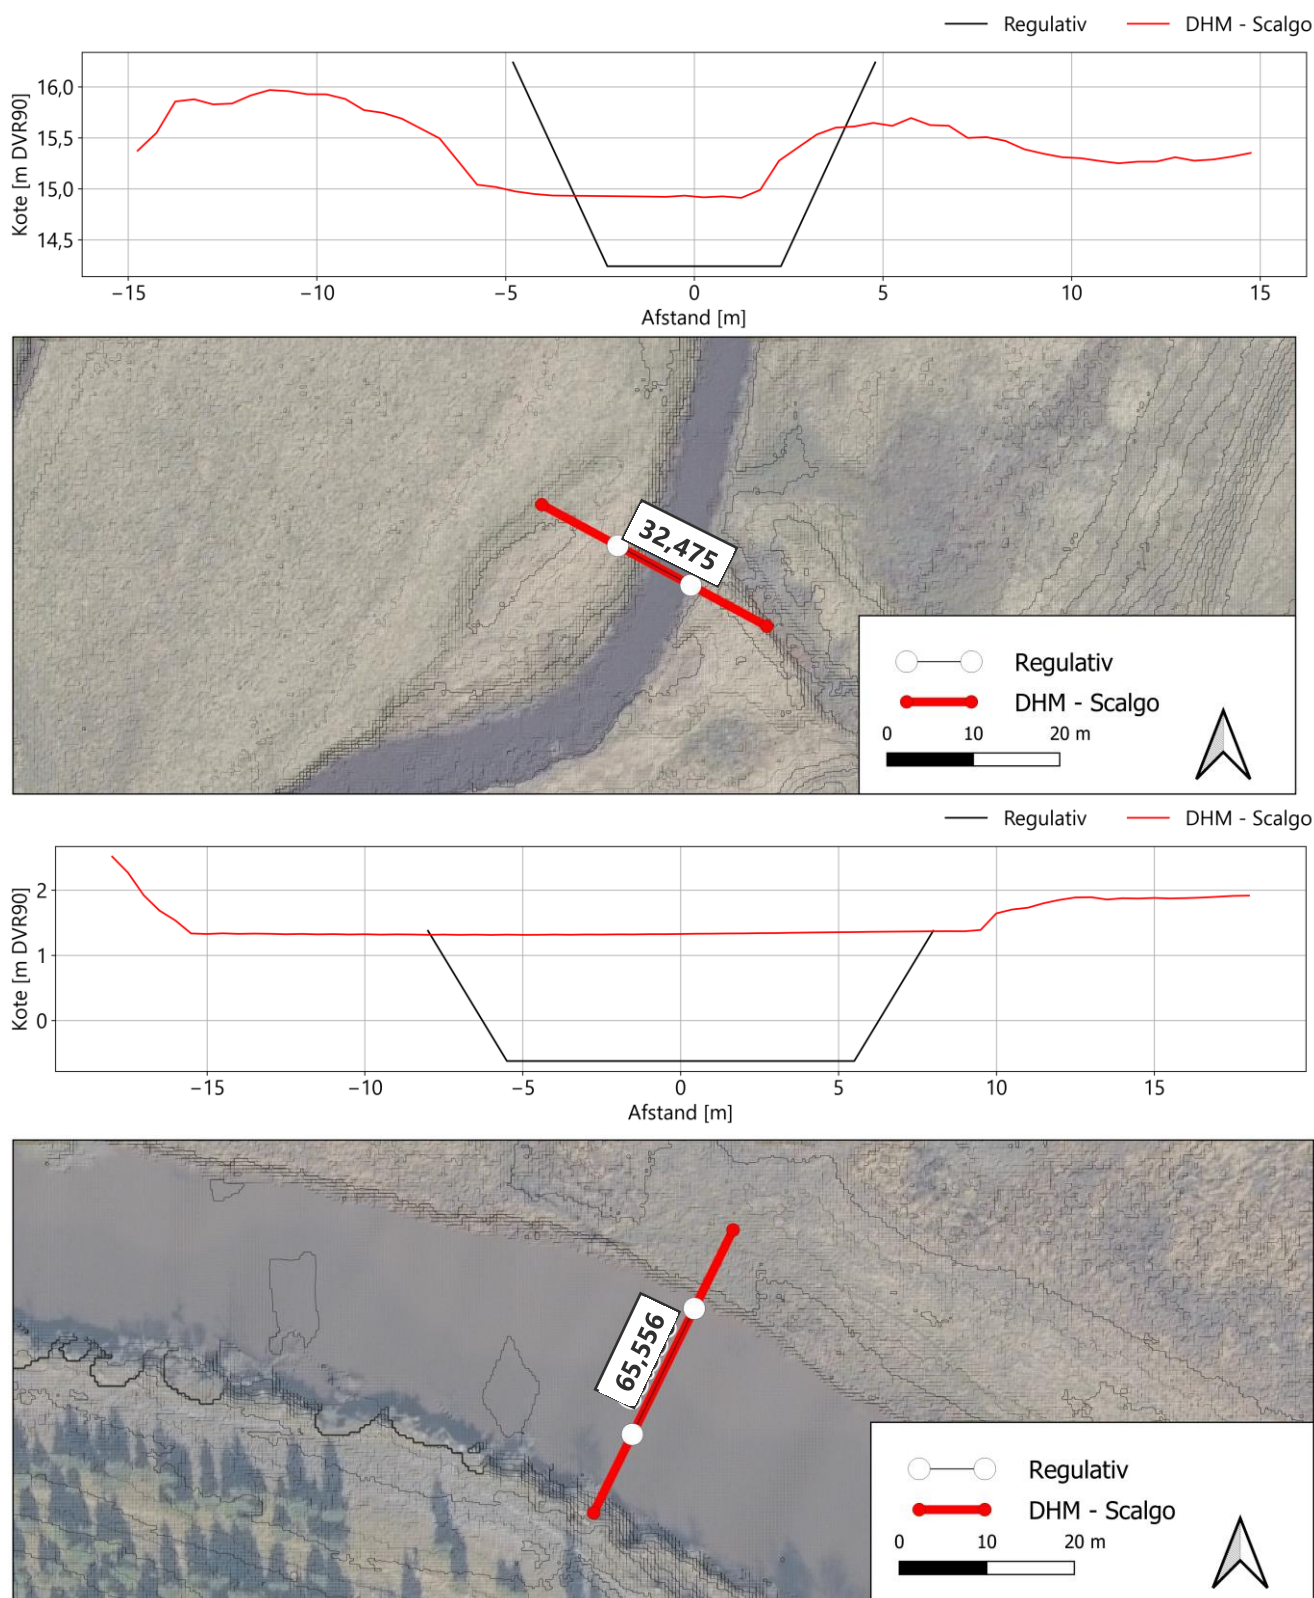 Regulativ DHM - Scalgo
Kote [m DVR90]
16,0
15,5
15,0
14,5
−15 −10 −5 0 5 10 15
Afstand [m]
32,475
Regulativ
DHM - Scalgo
0 10 20 m
Regulativ DHM - Scalgo
Kote [m DVR90]
2
1
0
−15 −10 −5 0 5 10 15
Afstand [m]
65,556
Regulativ
DHM - Scalgo
0 10 20 m